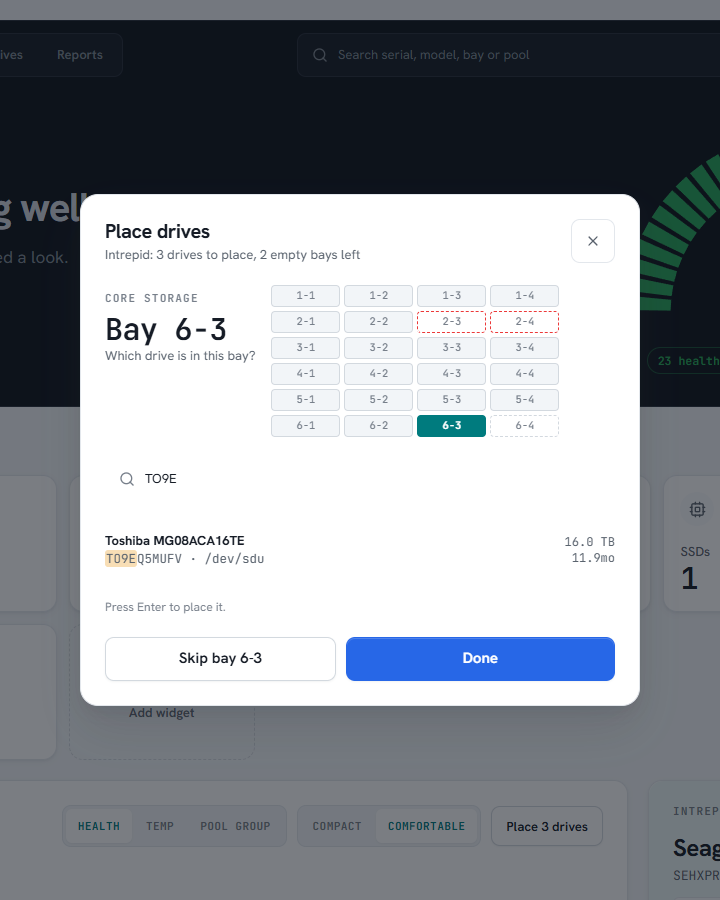 ives Reports
Search serial, model, bay or pool
g well
ed a look.
23 health
Place drives
Intrepid: 3 drives to place, 2 empty bays left
CORE STORAGE
Bay 6-3
Which drive is in this bay?
1-1 1-2 1-3 1-4
2-1 2-2 2-3 2-4
3-1 3-2 3-3 3-4
4-1 4-2 4-3 4-4
5-1 5-2 5-3 5-4
6-1 6-2 6-3 6-4
TO9E
Toshiba MG08ACA16TE 16.0 TB
TO9EQ5MUFV · /dev/sdu 11.9mo
Press Enter to place it.
Skip bay 6-3 Done
SSDs
1
Add widget
HEALTH TEMP POOL GROUP COMPACT COMFORTABLE Place 3 drives
INTREP
Seag
SEHXPR